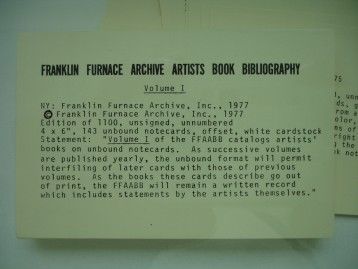 FRANKLIN FURNACE ARCHIVE ARTISTS BOOK BIBLIOGRAPHY
Volume I
NY: Franklin Furnace Archive, Inc., 1977
© Franklin Furnace Archive, Inc., 1977
Edition of 1100, unsigned, unnumbered
4 x 6", 143 unbound notecards, offset, white cardstock
Statement: "Volume I of the FFAABB catalogs artists'
books on unbound notecards. As successive volumes
are published yearly, the unbound format will permit
interfiling of later cards with those of previous
volumes. As the books these cards describe go out
of print, the FFAABB will remain a written record
which includes statements by the artists themselves."